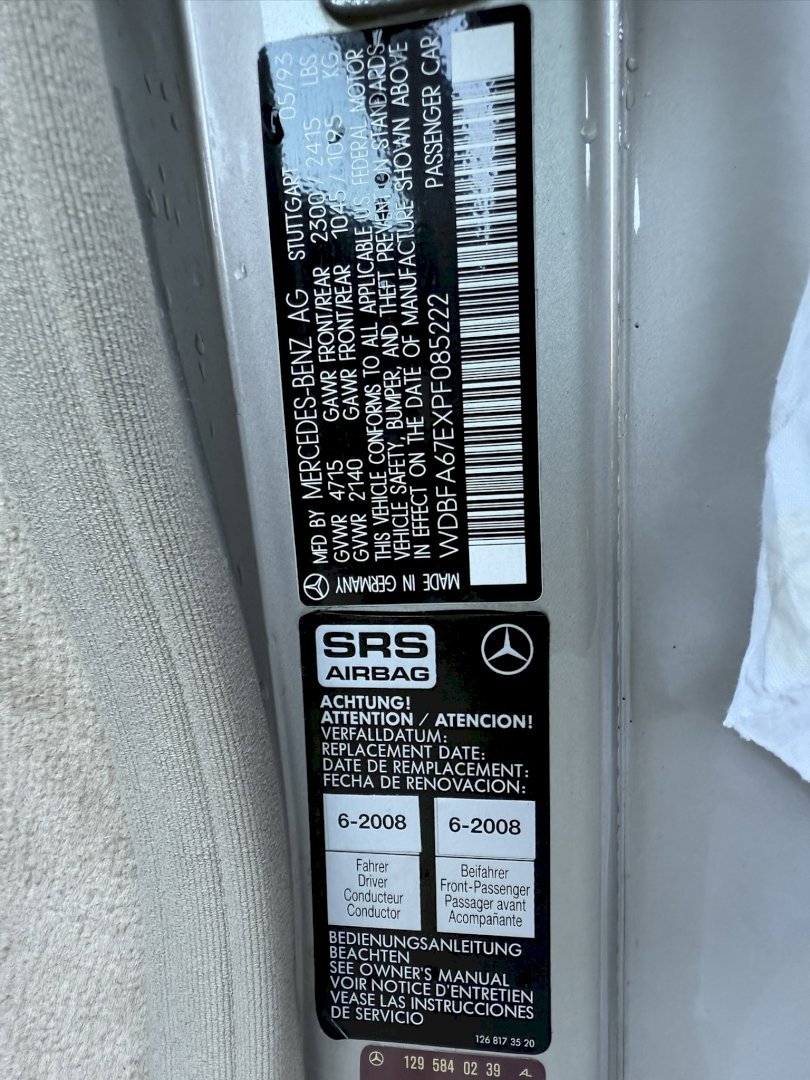 MFD BY MERCEDES-BENZ AG STUTTGART 05/93
GVWR 4715 GAWR FRONT/REAR 2300/2415 LBS
GVWR 2140 GAWR FRONT/REAR 1045/1095 KG
THIS VEHICLE CONFORMS TO ALL APPLICABLE U.S. FEDERAL MOTOR
VEHICLE SAFETY, BUMPER, AND THEFT PREVENTION STANDARDS
IN EFFECT ON THE DATE OF MANUFACTURE SHOWN ABOVE
WDBFA67EXPF085222 PASSENGER CAR
MADE IN GERMANY
SRS
AIRBAG
ACHTUNG!
ATTENTION / ATENCION!
VERFALLDATUM:
REPLACEMENT DATE:
DATE DE REMPLACEMENT:
FECHA DE RENOVACION:
6-2008 6-2008
Fahrer
Driver
Conducteur
Conductor
Beifahrer
Front-Passenger
Passager avant
Acompañante
BEDIENUNGSANLEITUNG
BEACHTEN
SEE OWNER'S MANUAL
VOIR NOTICE D'ENTRETIEN
VEASE LAS INSTRUCCIONES
DE SERVICIO
126 817 35 20
129 584 02 39